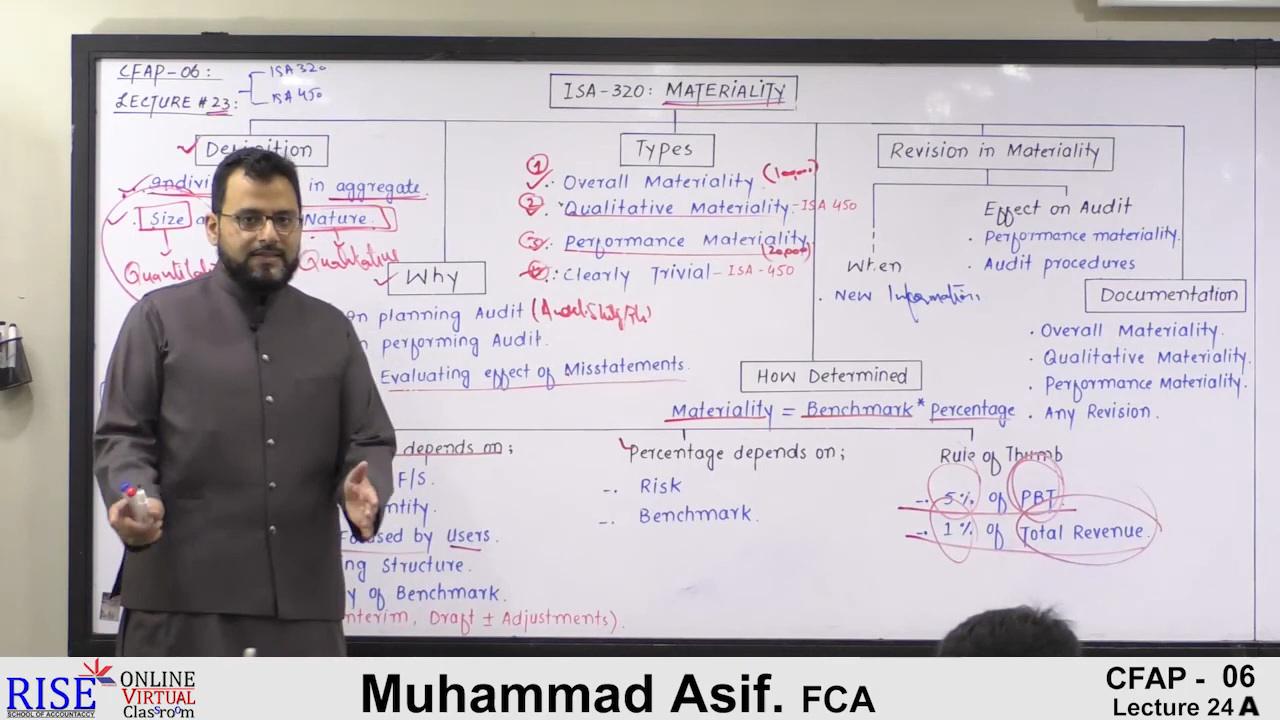 CFAP-06:
LECTURE # 23:
ISA 320
ISA 450
ISA-320: MATERIALITY
Definition
in aggregate.
Size
Nature.
Why
planning Audit
performing Audit.
Evaluating effect of Misstatements.
Types
1
Overall Materiality
2
Qualitative Materiality - ISA 450
3
Performance Materiality
Clearly Trivial - ISA-450
Revision in Materiality
When
. New Information
Effect on Audit
. Performance materiality.
. Audit procedures
Documentation
. Overall Materiality.
. Qualitative Materiality.
. Performance Materiality.
. Any Revision.
How Determined
Materiality = Benchmark * Percentage
depends on;
F/S.
by Users.
Structure.
of Benchmark.
Interim, Draft ± Adjustments).
Percentage depends on;
-. Risk
-. Benchmark.
Rule of Thumb
-. 5% of PBT.
-. 1% of Total Revenue.
RISE
SCHOOL OF ACCOUNTANCY
ONLINE
VIRTUAL
Classroom
Muhammad Asif. FCA
CFAP - 06
Lecture 24 A